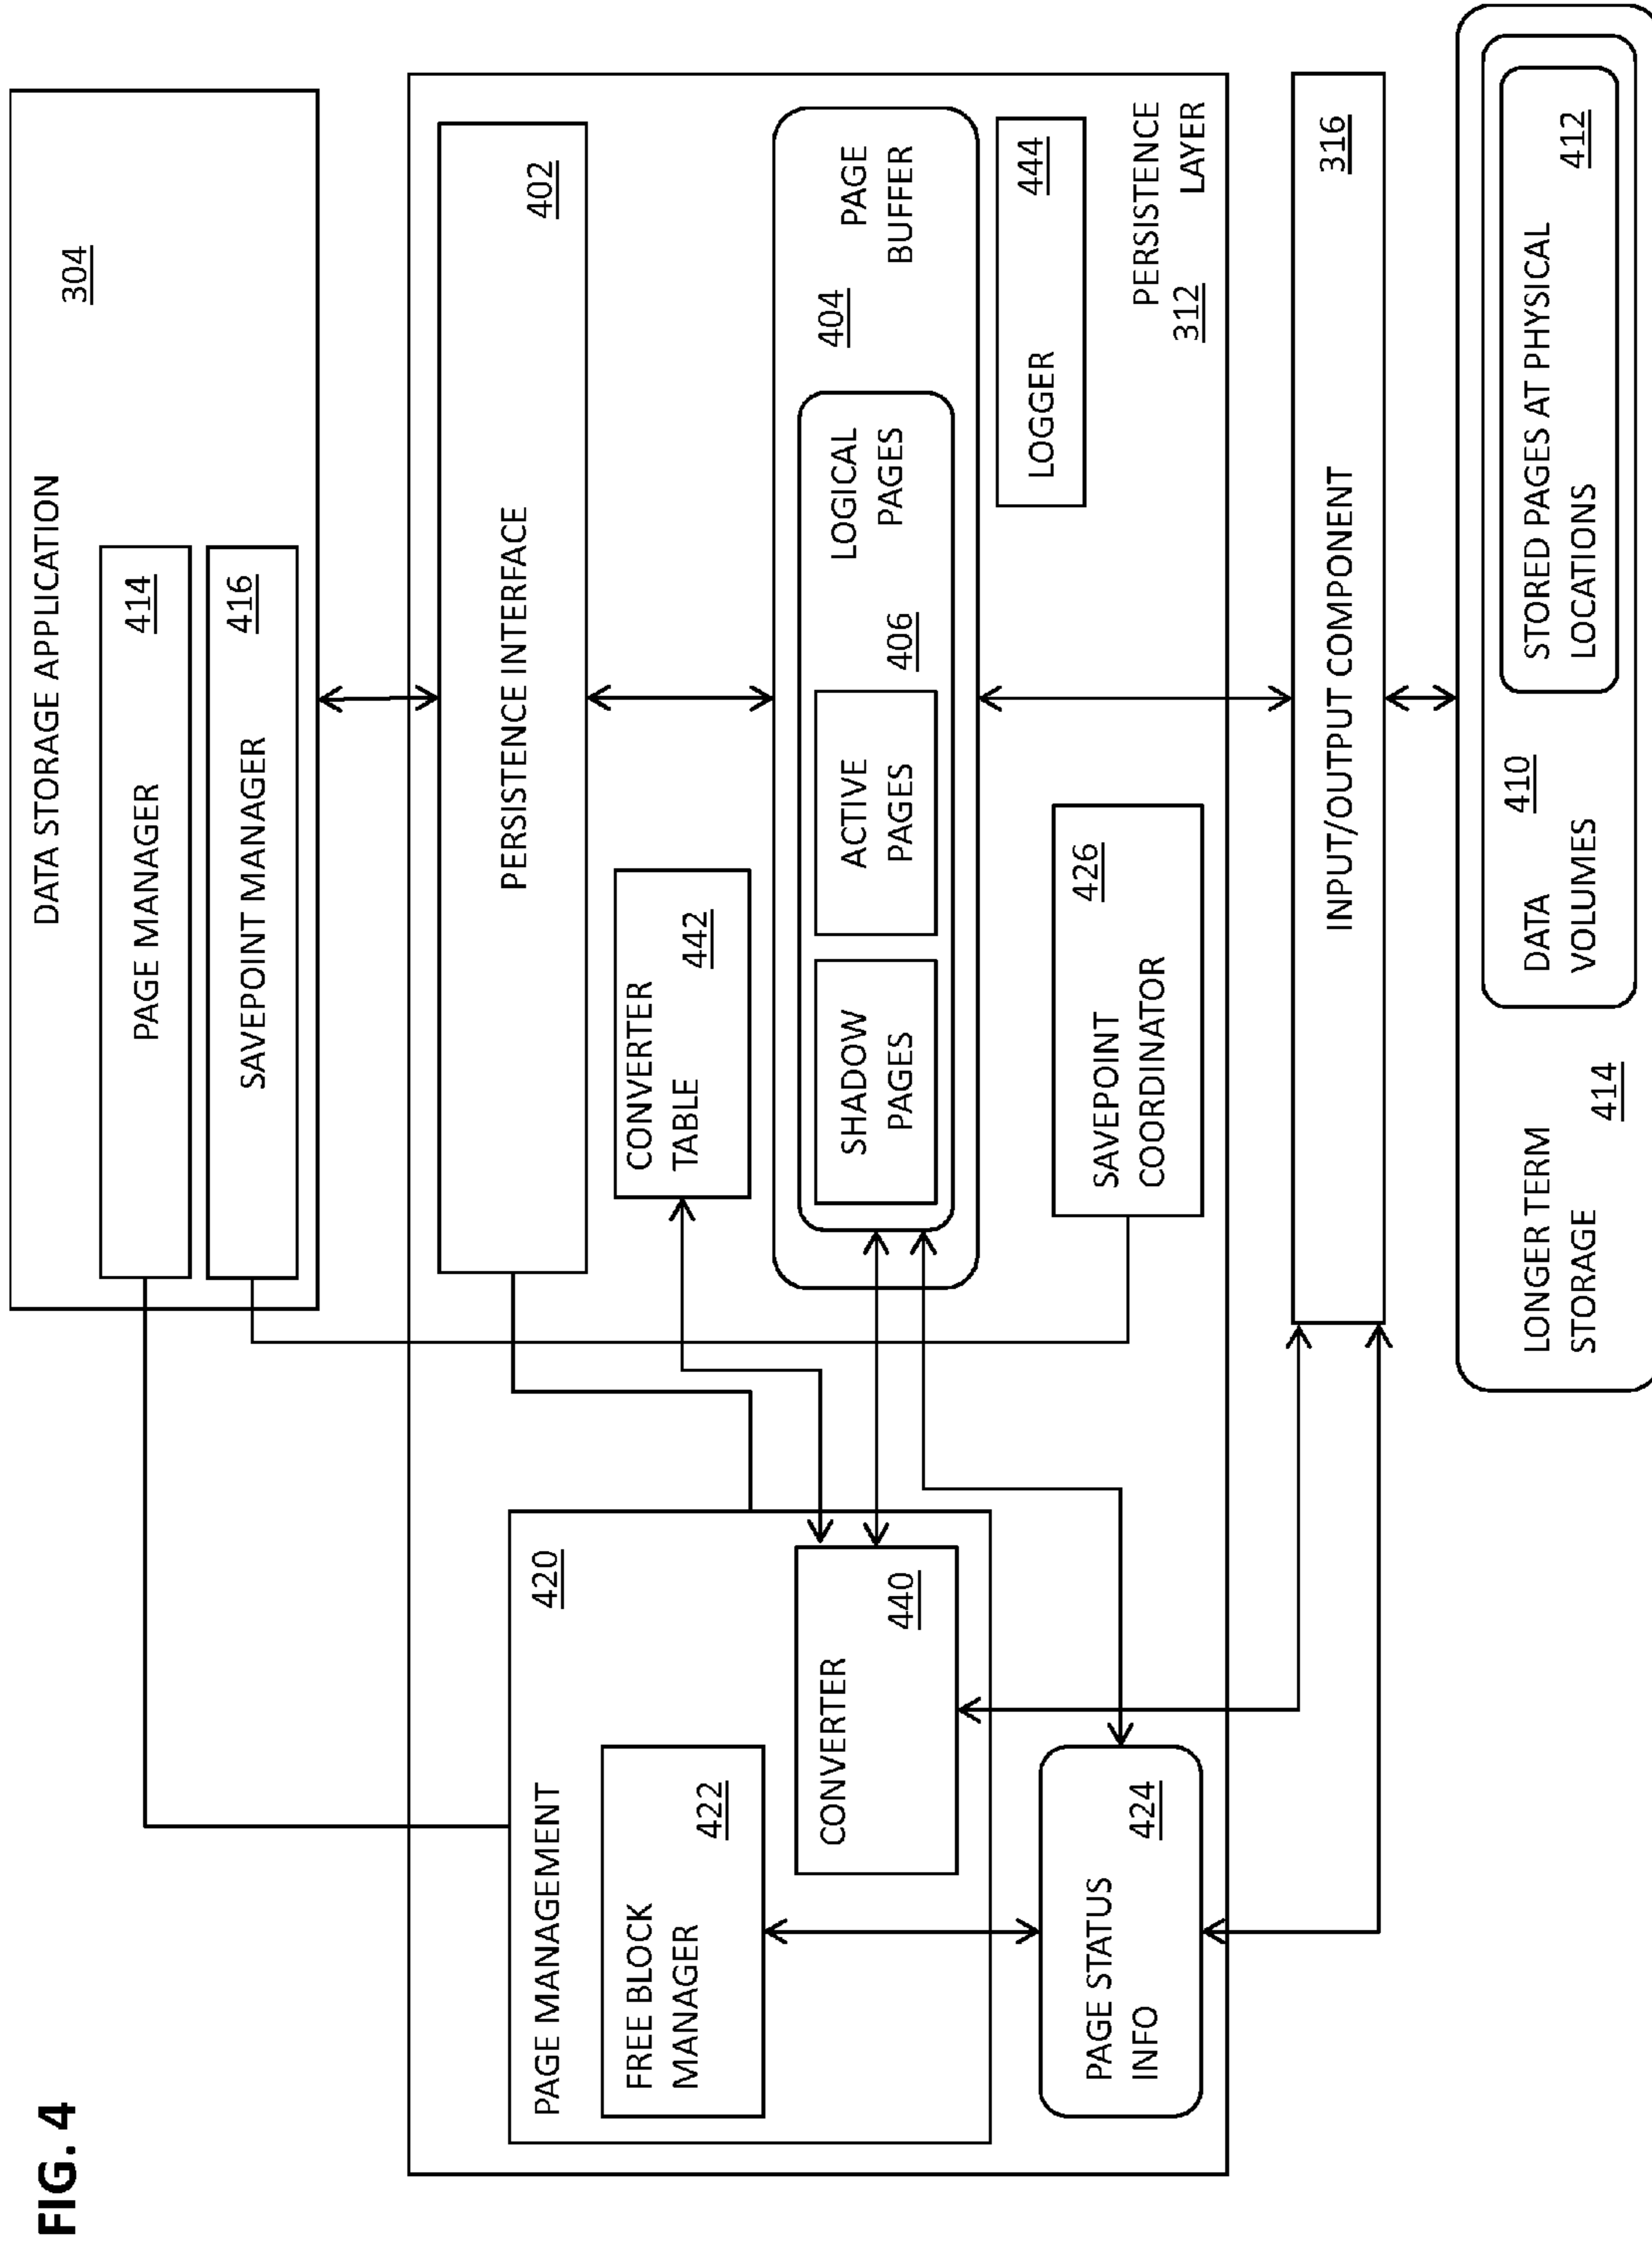 FIG. 4
DATA STORAGE APPLICATION
304
PAGE MANAGER
414
SAVEPOINT MANAGER
416
PERSISTENCE INTERFACE
402
PAGE MANAGEMENT
420
FREE BLOCK
MANAGER
422
CONVERTER
440
CONVERTER
TABLE
442
PAGE
BUFFER
404
LOGICAL
PAGES
406
SHADOW
PAGES
ACTIVE
PAGES
PAGE STATUS
INFO
424
SAVEPOINT
COORDINATOR
426
LOGGER
444
PERSISTENCE
LAYER
312
INPUT/OUTPUT COMPONENT
316
LONGER TERM
STORAGE
414
DATA
VOLUMES
410
STORED PAGES AT PHYSICAL
LOCATIONS
412